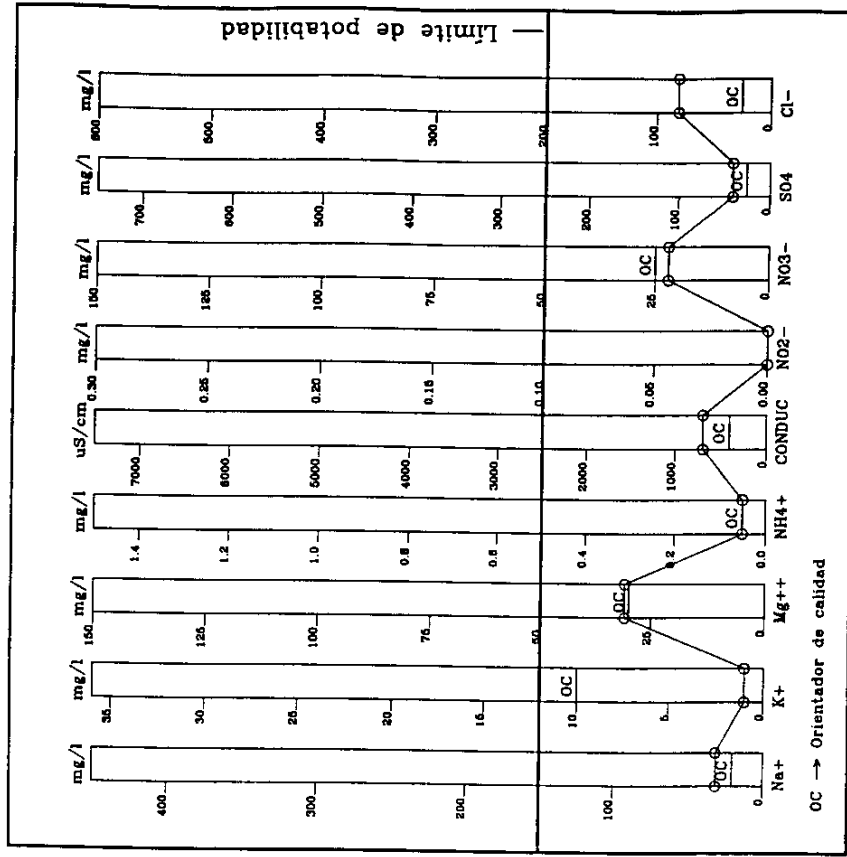 — Límite de potabilidad
mg/l
400
300
200
100
0
OC
Na+
mg/l
35
30
25
20
15
10
5
0
OC
K+
mg/l
150
125
100
75
50
25
0
OC
Mg++
mg/l
1.4
1.2
1.0
0.8
0.6
0.4
0.2
0.0
OC
NH4+
uS/cm
7000
6000
5000
4000
3000
2000
1000
0
OC
CONDUC
mg/l
0.30
0.25
0.20
0.15
0.10
0.05
0.00
NO2-
mg/l
150
125
100
75
50
25
0
OC
NO3-
mg/l
700
600
500
400
300
200
100
0
OC
SO4
mg/l
600
500
400
300
200
100
0
OC
Cl-
OC → Orientador de calidad